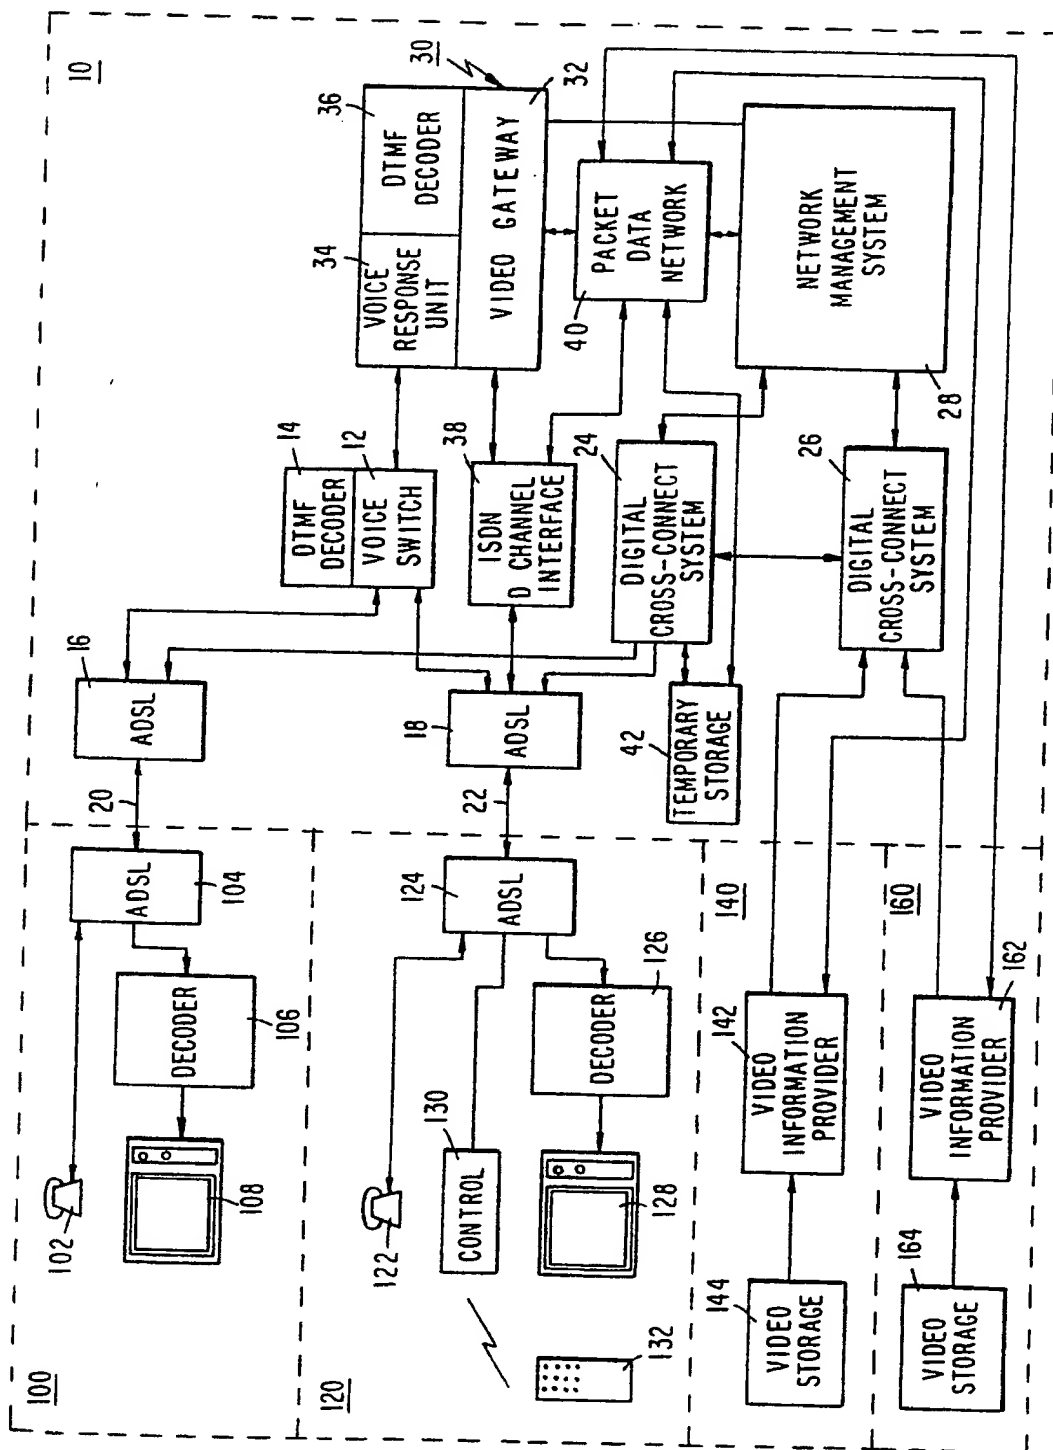 10
30
36
DTMF
DECODER
34
VOICE
RESPONSE
UNIT
VIDEO GATEWAY
32
14
DTMF
DECODER
12
VOICE
SWITCH
38
ISDN
D CHANNEL
INTERFACE
40
PACKET
DATA
NETWORK
NETWORK
MANAGEMENT
SYSTEM
28
24
DIGITAL
CROSS-CONNECT
SYSTEM
26
DIGITAL
CROSS-CONNECT
SYSTEM
16
ADSL
18
ADSL
42
TEMPORARY
STORAGE
20
22
100
ADSL
104
DECODER
106
102
108
120
124
ADSL
DECODER
126
122
130
CONTROL
128
132
140
142
VIDEO
INFORMATION
PROVIDER
144
VIDEO
STORAGE
160
162
VIDEO
INFORMATION
PROVIDER
164
VIDEO
STORAGE